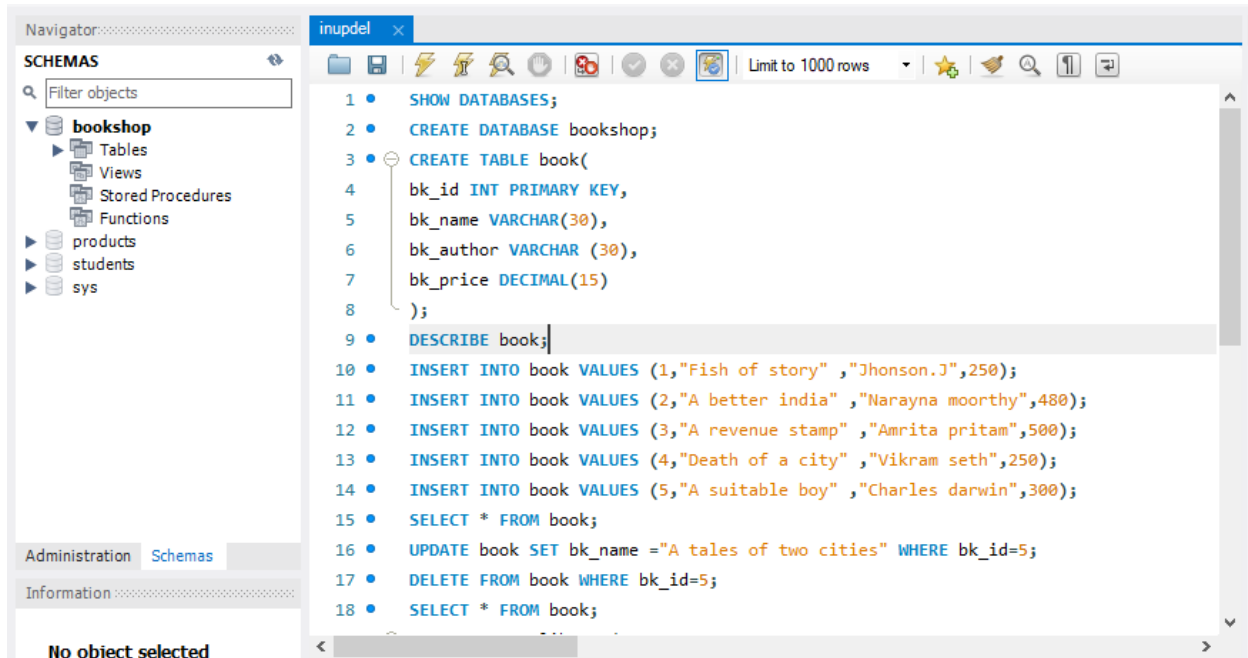 Navigator
SCHEMAS
Filter objects
bookshop
Tables
Views
Stored Procedures
Functions
products
students
sys
Administration Schemas
Information
No object selected
inupdel
Limit to 1000 rows
1 SHOW DATABASES;
2 CREATE DATABASE bookshop;
3 CREATE TABLE book(
4 bk_id INT PRIMARY KEY,
5 bk_name VARCHAR(30),
6 bk_author VARCHAR (30),
7 bk_price DECIMAL(15)
8 );
9 DESCRIBE book;
10 INSERT INTO book VALUES (1,"Fish of story" ,"Jhonson.J",250);
11 INSERT INTO book VALUES (2,"A better india" ,"Narayna moorthy",480);
12 INSERT INTO book VALUES (3,"A revenue stamp" ,"Amrita pritam",500);
13 INSERT INTO book VALUES (4,"Death of a city" ,"Vikram seth",250);
14 INSERT INTO book VALUES (5,"A suitable boy" ,"Charles darwin",300);
15 SELECT * FROM book;
16 UPDATE book SET bk_name ="A tales of two cities" WHERE bk_id=5;
17 DELETE FROM book WHERE bk_id=5;
18 SELECT * FROM book;